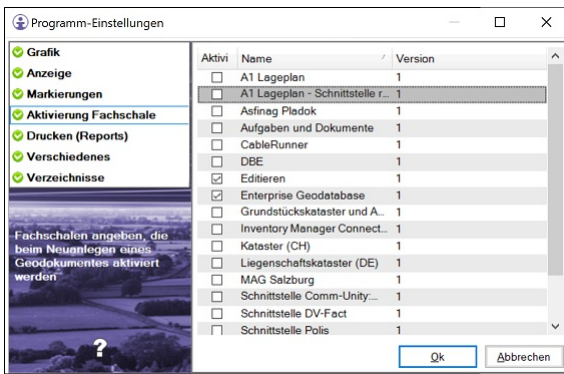 Programm-Einstellungen
Grafik
Anzeige
Markierungen
Aktivierung Fachschale
Drucken (Reports)
Verschiedenes
Verzeichnisse
Fachschalen angeben, die
beim Neuanlegen eines
Geodokumentes aktiviert
werden
?
Aktivi Name Version
A1 Lageplan 1
A1 Lageplan - Schnittstelle r... 1
Asfinag Pladok 1
Aufgaben und Dokumente 1
CableRunner 1
DBE 1
Editieren 1
Enterprise Geodatabase 1
Grundstückskataster und A... 1
Inventory Manager Connect... 1
Kataster (CH) 1
Liegenschaftskataster (DE) 1
MAG Salzburg 1
Schnittstelle Comm-Unity:... 1
Schnittstelle DV-Fact 1
Schnittstelle Polis 1
Ok Abbrechen